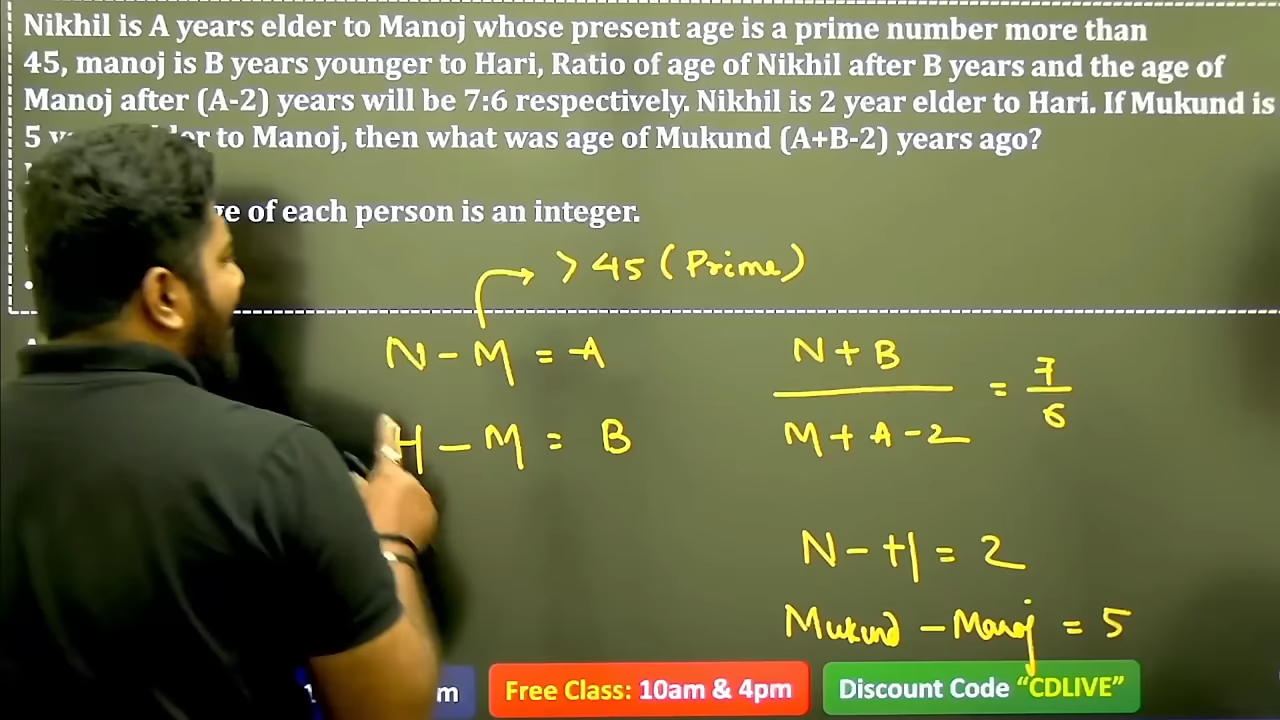 Nikhil is A years elder to Manoj whose present age is a prime number more than
45, manoj is B years younger to Hari, Ratio of age of Nikhil after B years and the age of
Manoj after (A-2) years will be 7:6 respectively. Nikhil is 2 year elder to Hari. If Mukund is
5 to Manoj, then what was age of Mukund (A+B-2) years ago?
of each person is an integer.
> 45 (Prime)
N - M = A
H - M = B
N + B
M + A - 2
= 7
6
N - H = 2
Mukund - Manoj = 5
Free Class: 10am & 4pm
Discount Code "CDLIVE"